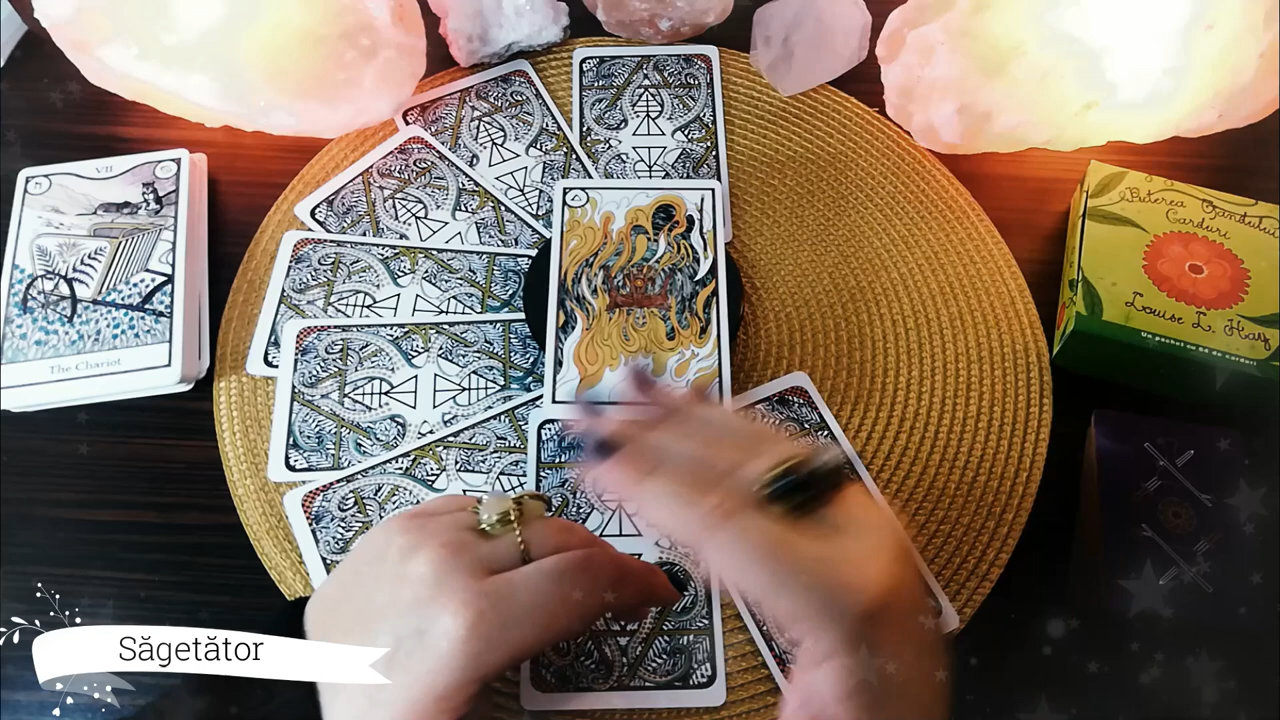 VII
The Chariot
Puterea Gândului
Carduri
Louise L. Hay
Un pachet cu 64 de carduri
Săgetător